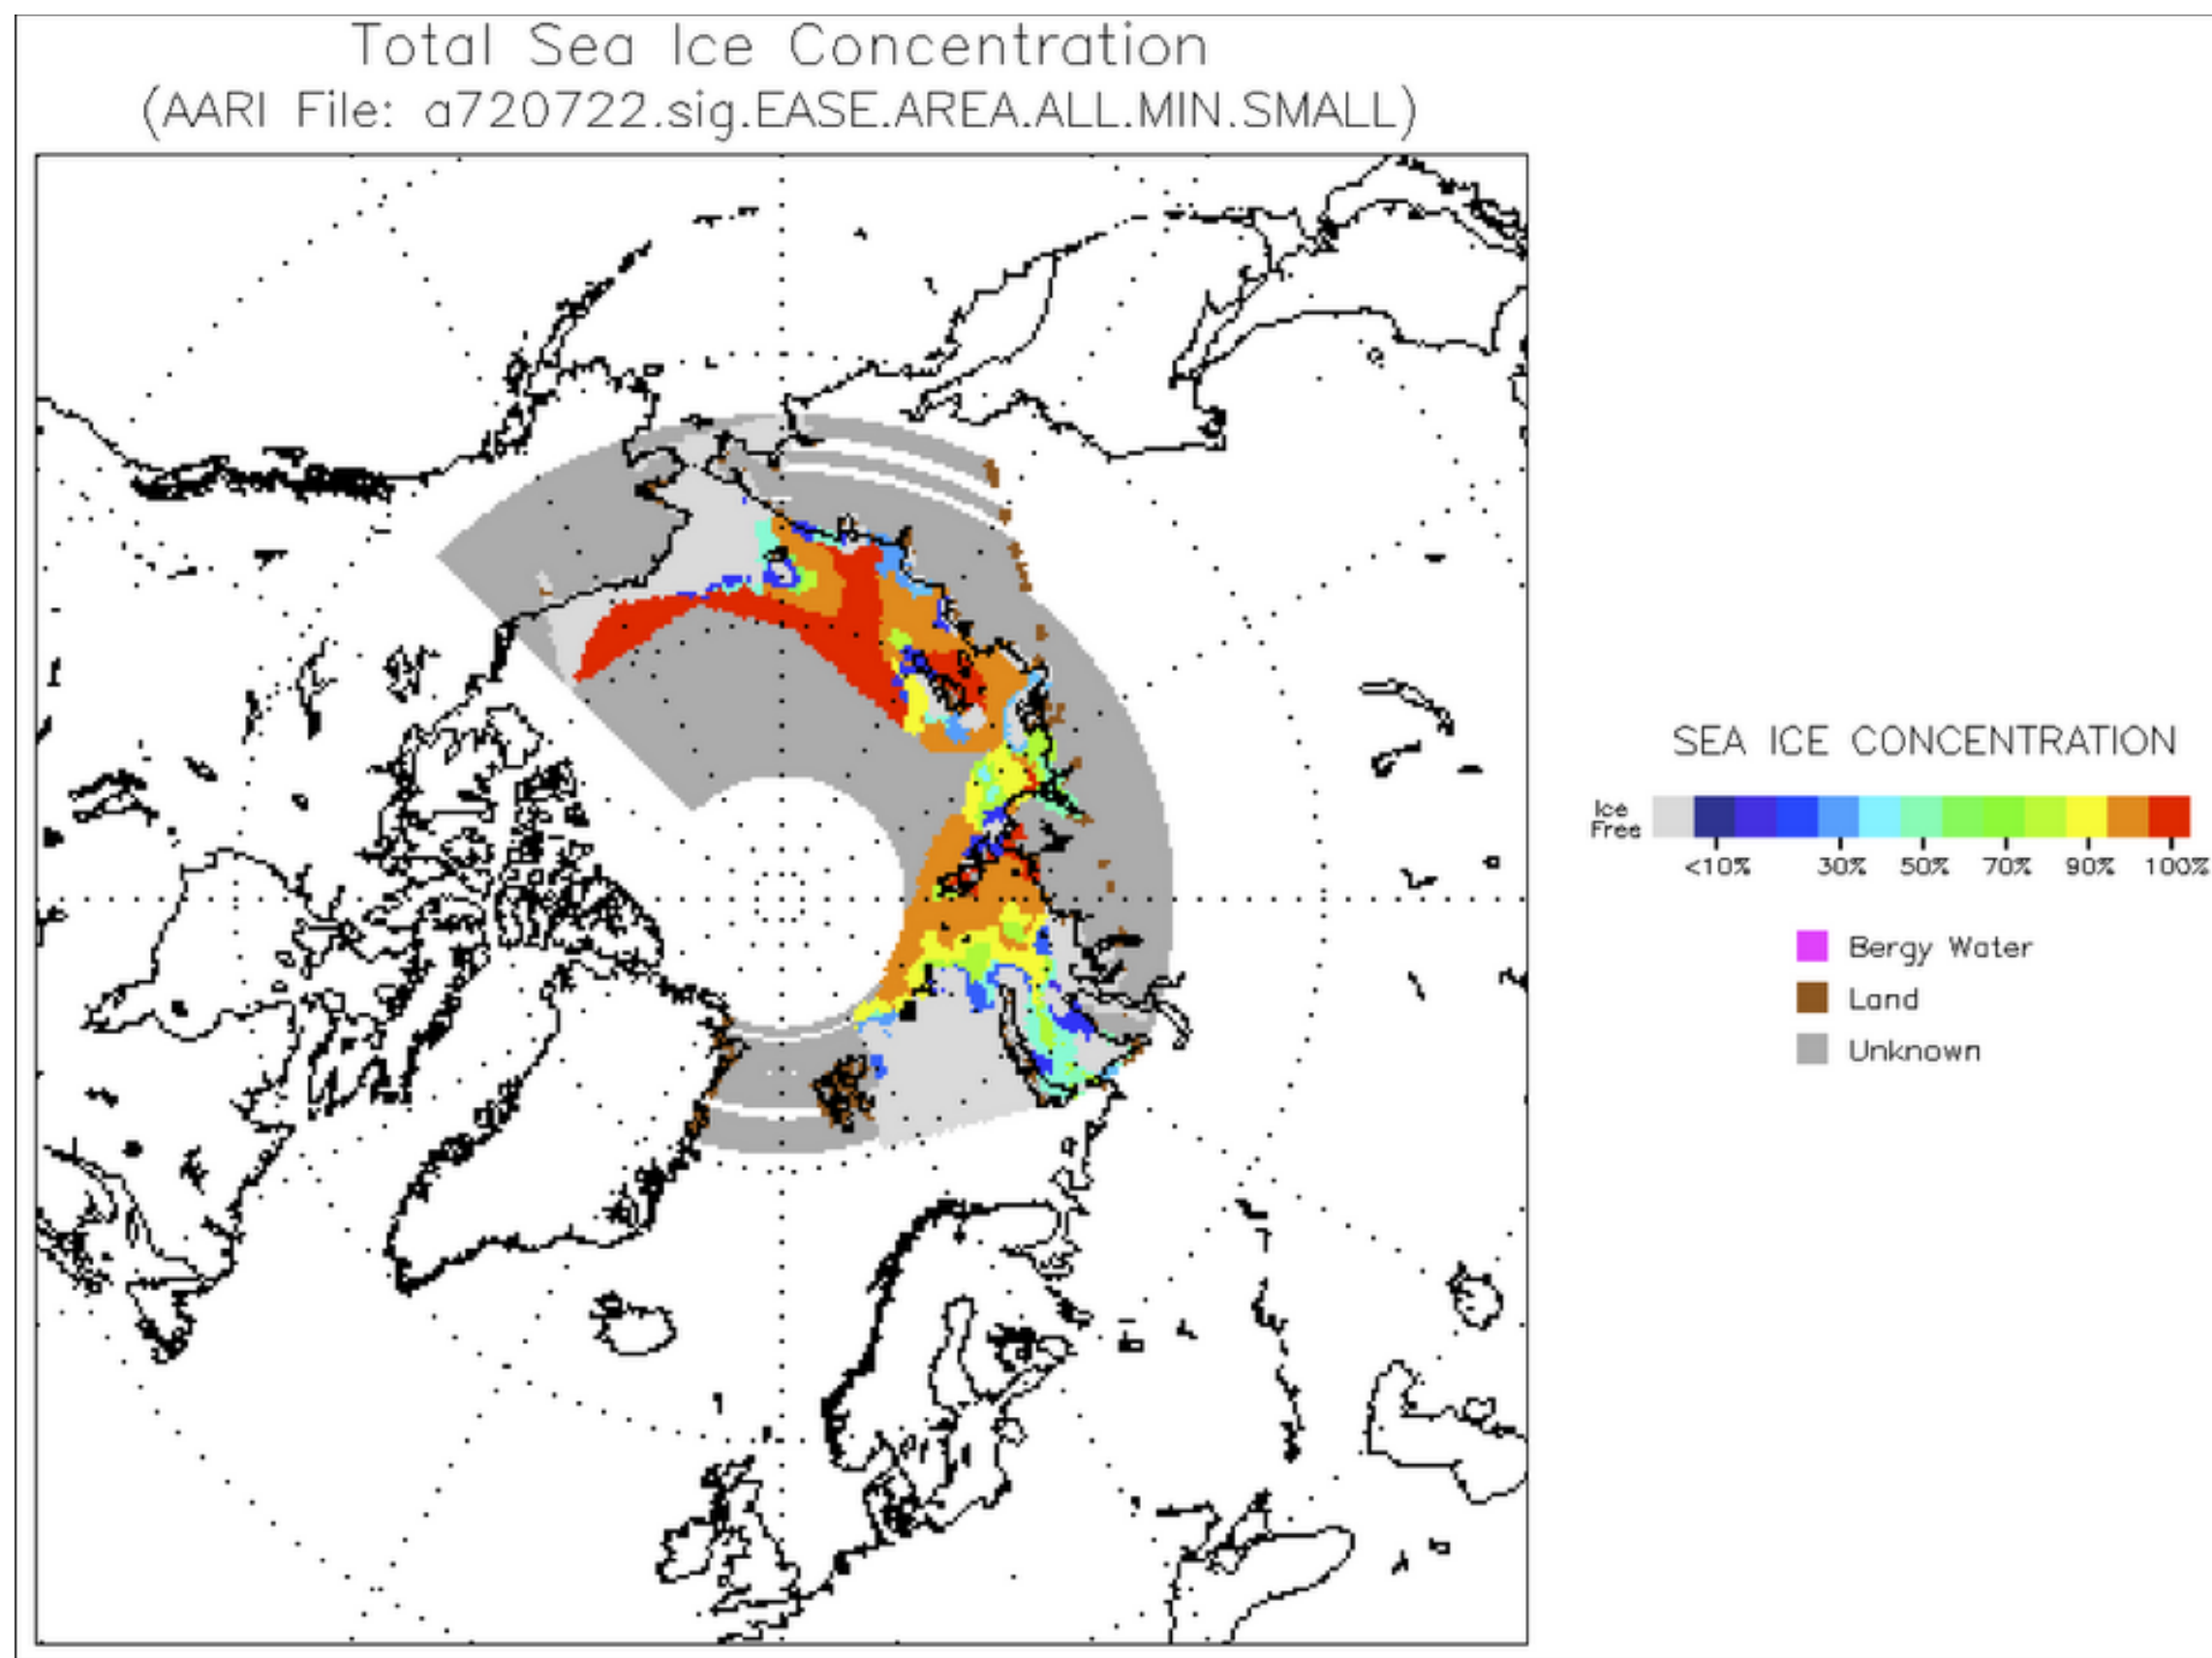 Total Sea Ice Concentration
(AARI File: a720722.sig.EASE.AREA.ALL.MIN.SMALL)
SEA ICE CONCENTRATION
Ice
Free
<10% 30% 50% 70% 90% 100%
Bergy Water
Land
Unknown